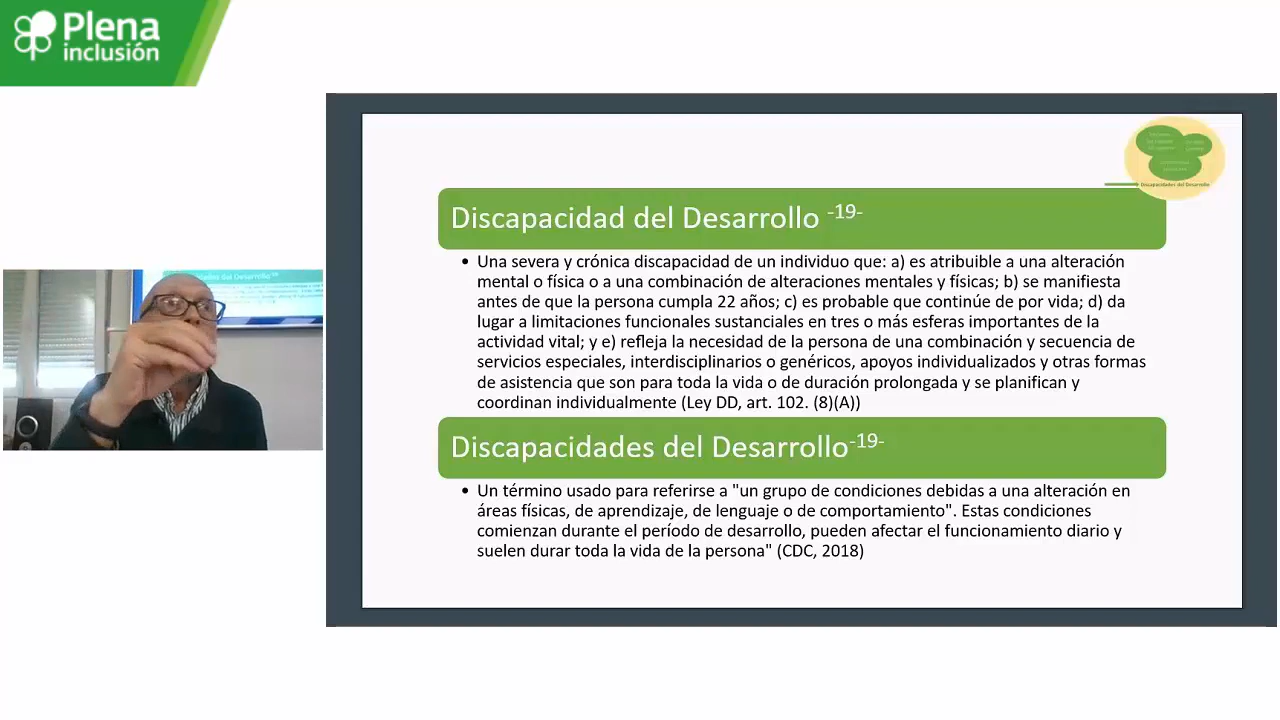 Plena
inclusión
Discapacidades del Desarrollo
Discapacidad del Desarrollo -19-
• Una severa y crónica discapacidad de un individuo que: a) es atribuible a una alteración
mental o física o a una combinación de alteraciones mentales y físicas; b) se manifiesta
antes de que la persona cumpla 22 años; c) es probable que continúe de por vida; d) da
lugar a limitaciones funcionales sustanciales en tres o más esferas importantes de la
actividad vital; y e) refleja la necesidad de la persona de una combinación y secuencia de
servicios especiales, interdisciplinarios o genéricos, apoyos individualizados y otras formas
de asistencia que son para toda la vida o de duración prolongada y se planifican y
coordinan individualmente (Ley DD, art. 102. (8)(A))
Discapacidades del Desarrollo-19-
• Un término usado para referirse a "un grupo de condiciones debidas a una alteración en
áreas físicas, de aprendizaje, de lenguaje o de comportamiento". Estas condiciones
comienzan durante el período de desarrollo, pueden afectar el funcionamiento diario y
suelen durar toda la vida de la persona" (CDC, 2018)